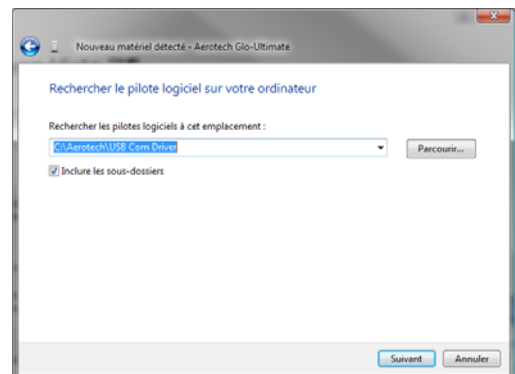 Nouveau matériel détecté - Aerotech Glo-Ultimate
Rechercher le pilote logiciel sur votre ordinateur
Rechercher les pilotes logiciels à cet emplacement :
C:\Aerotech\USB Com Driver
Parcourir...
Inclure les sous-dossiers
Suivant
Annuler